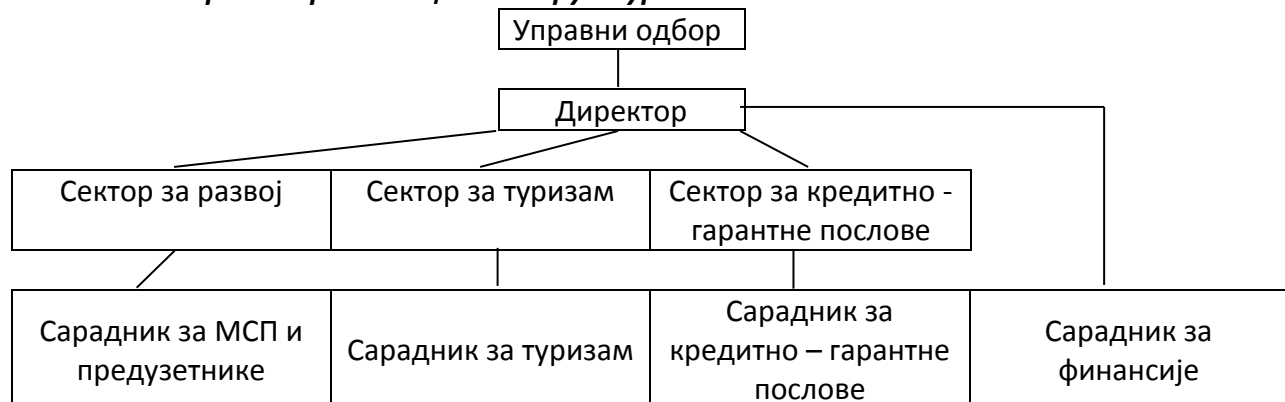 Управни одбор
Директор
Сектор за развој
Сектор за туризам
Сектор за кредитно -
гарантне послове
Сарадник за МСП и
предузетнике
Сарадник за туризам
Сарадник за
кредитно – гарантне
послове
Сарадник за
финансије